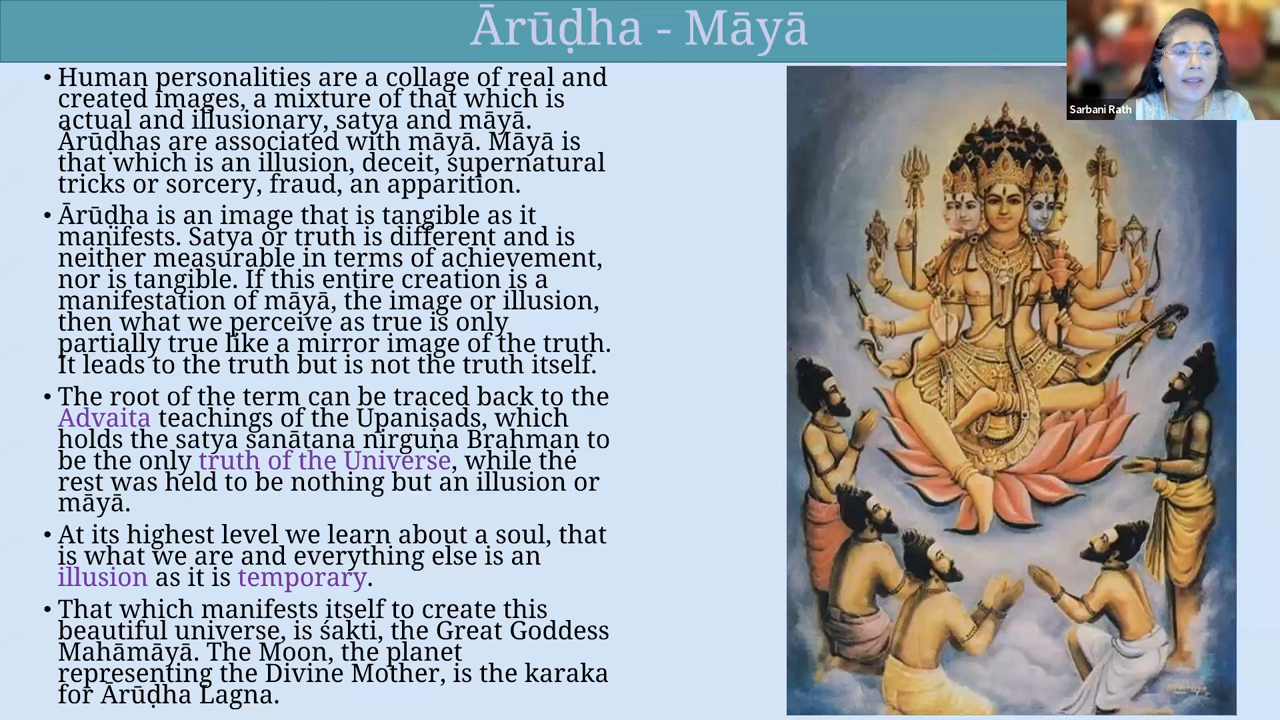 Ārūḍha - Māyā
Sarbani Rath
• Human personalities are a collage of real and
created images, a mixture of that which is
actual and illusionary, satya and māyā.
Ārūḍhas are associated with māyā. Māyā is
that which is an illusion, deceit, supernatural
tricks or sorcery, fraud, an apparition.
• Ārūḍha is an image that is tangible as it
manifests. Satya or truth is different and is
neither measurable in terms of achievement,
nor is tangible. If this entire creation is a
manifestation of māyā, the image or illusion,
then what we perceive as true is only
partially true like a mirror image of the truth.
It leads to the truth but is not the truth itself.
• The root of the term can be traced back to the
Advaita teachings of the Upaniṣads, which
holds the satya sanātana nirguṇa Brahmaṇ to
be the only truth of the Universe, while the
rest was held to be nothing but an illusion or
māyā.
• At its highest level we learn about a soul, that
is what we are and everything else is an
illusion as it is temporary.
• That which manifests itself to create this
beautiful universe, is śakti, the Great Goddess
Mahāmāyā. The Moon, the planet
representing the Divine Mother, is the karaka
for Ārūḍha Lagna.